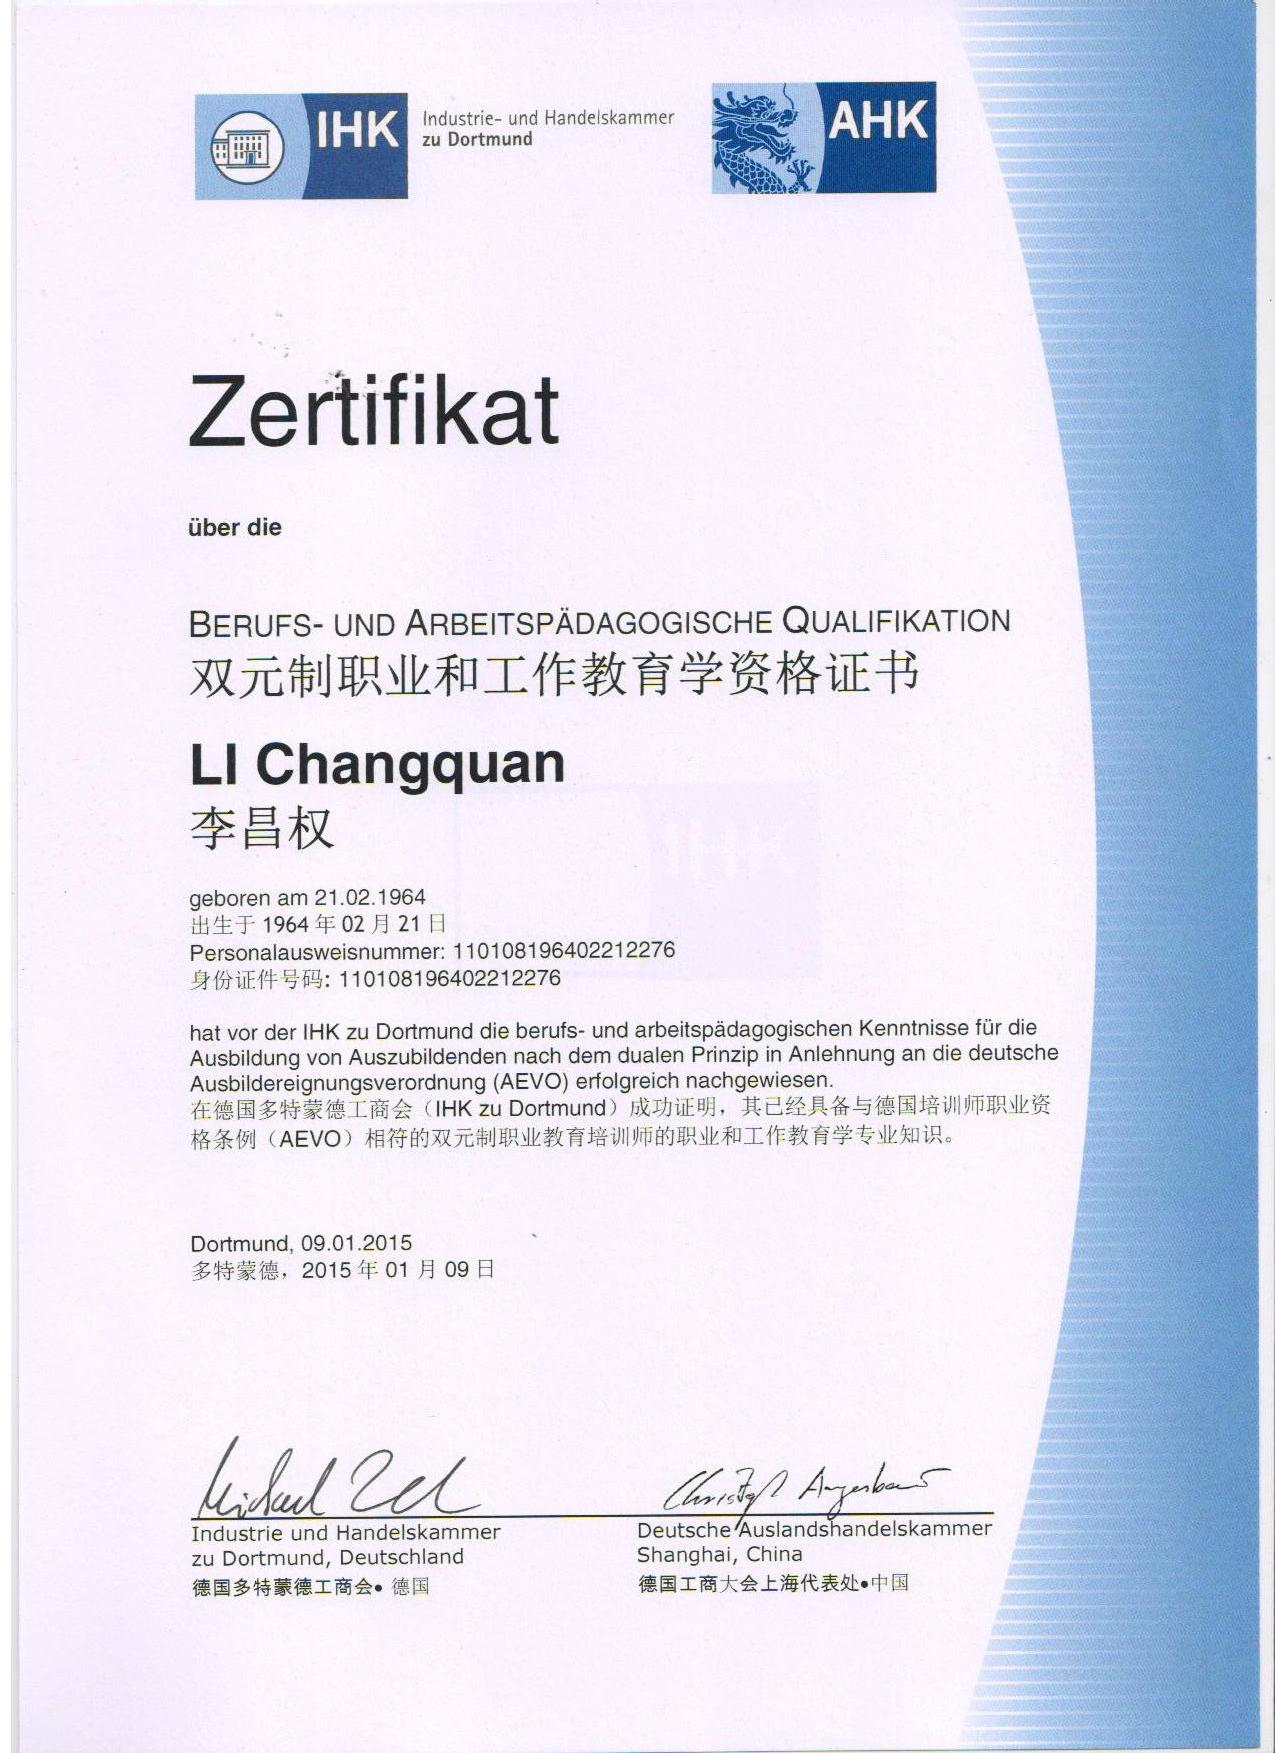 IHK
Industrie- und Handelskammer
zu Dortmund
AHK
Zertifikat
über die
BERUFS- UND ARBEITSPÄDAGOGISCHE QUALIFIKATION
双元制职业和工作教育学资格证书
LI Changquan
李昌权
geboren am 21.02.1964
出生于 1964 年 02 月 21 日
Personalausweisnummer: 110108196402212276
身份证件号码: 110108196402212276
hat vor der IHK zu Dortmund die berufs- und arbeitspädagogischen Kenntnisse für die
Ausbildung von Auszubildenden nach dem dualen Prinzip in Anlehnung an die deutsche
Ausbildereignungsverordnung (AEVO) erfolgreich nachgewiesen.
在德国多特蒙德工商会（IHK zu Dortmund）成功证明，其已经具备与德国培训师职业资
格条例（AEVO）相符的双元制职业教育培训师的职业和工作教育学专业知识。
Dortmund, 09.01.2015
多特蒙德，2015 年 01 月 09 日
Industrie und Handelskammer
zu Dortmund, Deutschland
德国多特蒙德工商会• 德国
Deutsche Auslandshandelskammer
Shanghai, China
德国工商大会上海代表处•中国